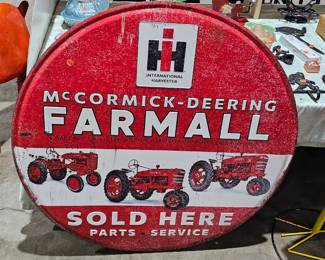 IH
INTERNATIONAL
HARVESTER
McCORMICK-DEERING
FARMALL
SOLD HERE
PARTS - SERVICE